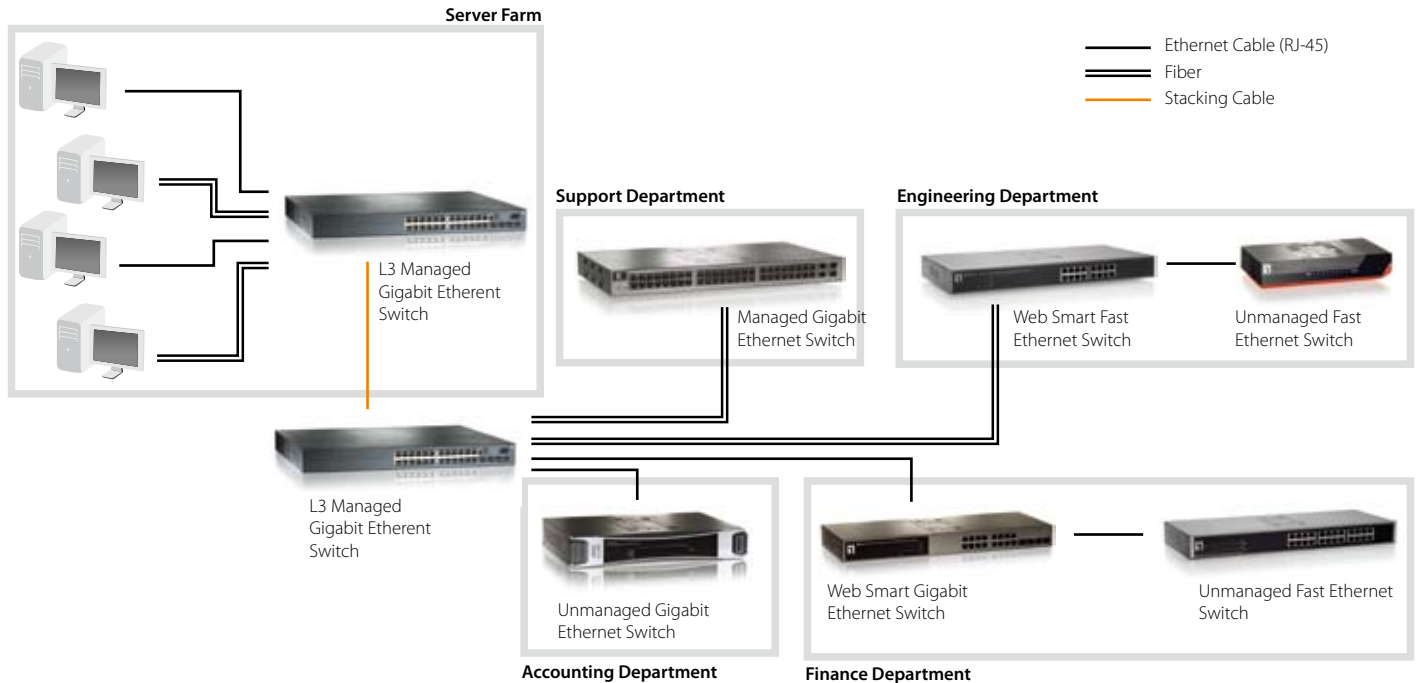 Server Farm
Ethernet Cable (RJ-45)
Fiber
Stacking Cable
L3 Managed
Gigabit Etherent
Switch
Support Department
Managed Gigabit
Ethernet Switch
Engineering Department
Web Smart Fast
Ethernet Switch
Unmanaged Fast
Ethernet Switch
L3 Managed
Gigabit Etherent
Switch
Unmanaged Gigabit
Ethernet Switch
Accounting Department
Web Smart Gigabit
Ethernet Switch
Unmanaged Fast Ethernet
Switch
Finance Department